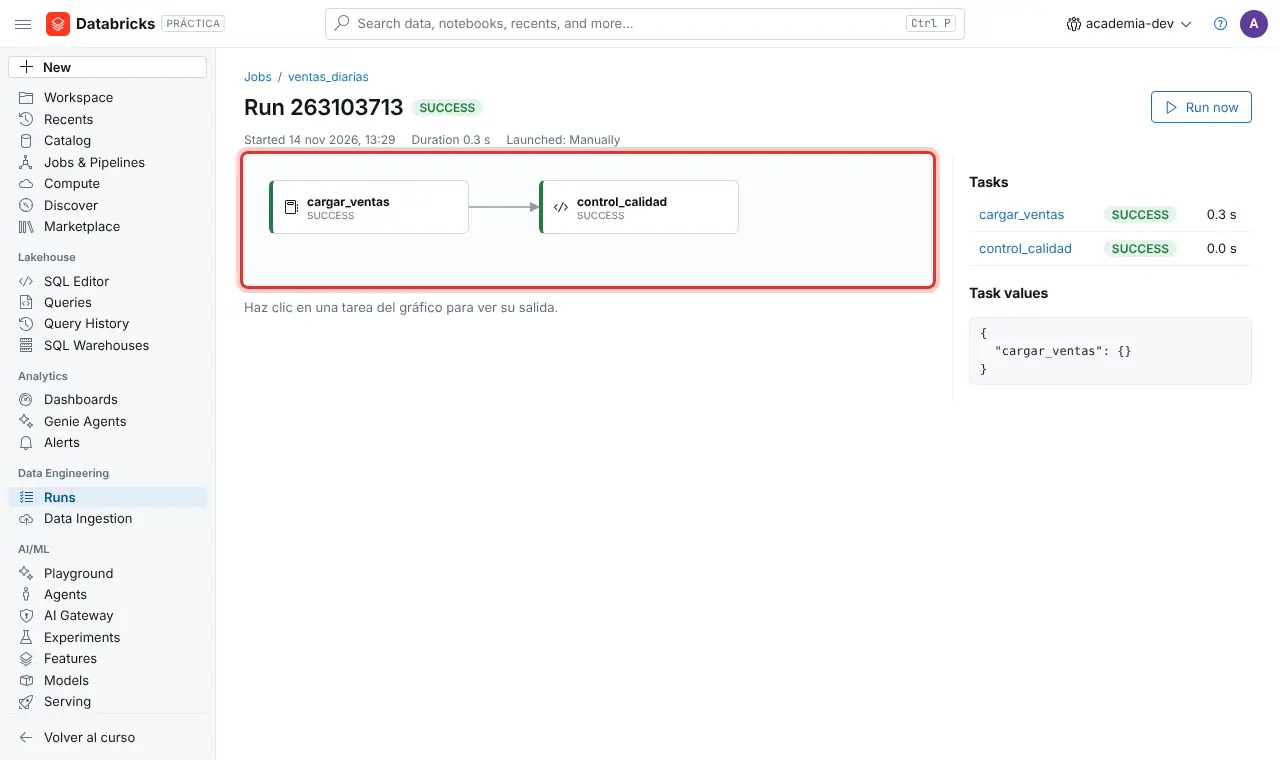 Databricks PRÁCTICA
Search data, notebooks, recents, and more... Ctrl P
academia-dev
?
A
New
Workspace
Recents
Catalog
Jobs & Pipelines
Compute
Discover
Marketplace
Lakehouse
SQL Editor
Queries
Query History
SQL Warehouses
Analytics
Dashboards
Genie Agents
Alerts
Data Engineering
Runs
Data Ingestion
AI/ML
Playground
Agents
AI Gateway
Experiments
Features
Models
Serving
Volver al curso
Jobs / ventas_diarias
Run 263103713 SUCCESS
Run now
Started 14 nov 2026, 13:29 Duration 0.3 s Launched: Manually
cargar_ventas
SUCCESS
control_calidad
SUCCESS
Haz clic en una tarea del gráfico para ver su salida.
Tasks
cargar_ventas SUCCESS 0.3 s
control_calidad SUCCESS 0.0 s
Task values
{
"cargar_ventas": {}
}